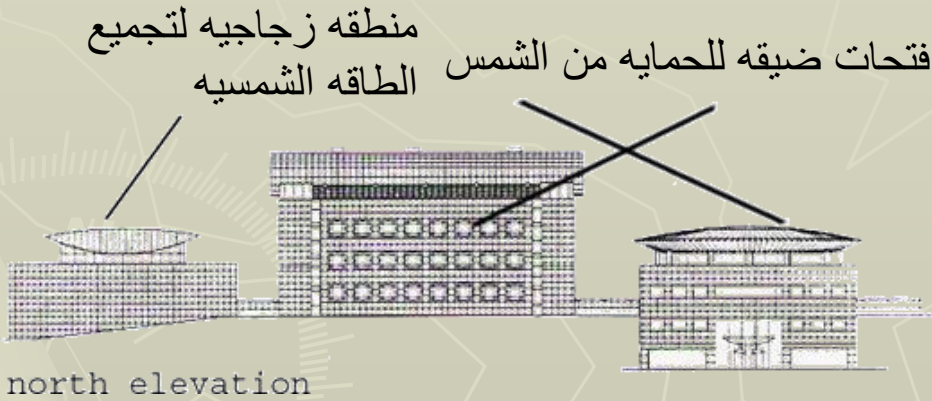 فتحات ضيقه للحمايه من الشمس
منطقه زجاجيه لتجميع
الطاقه الشمسيه
north elevation